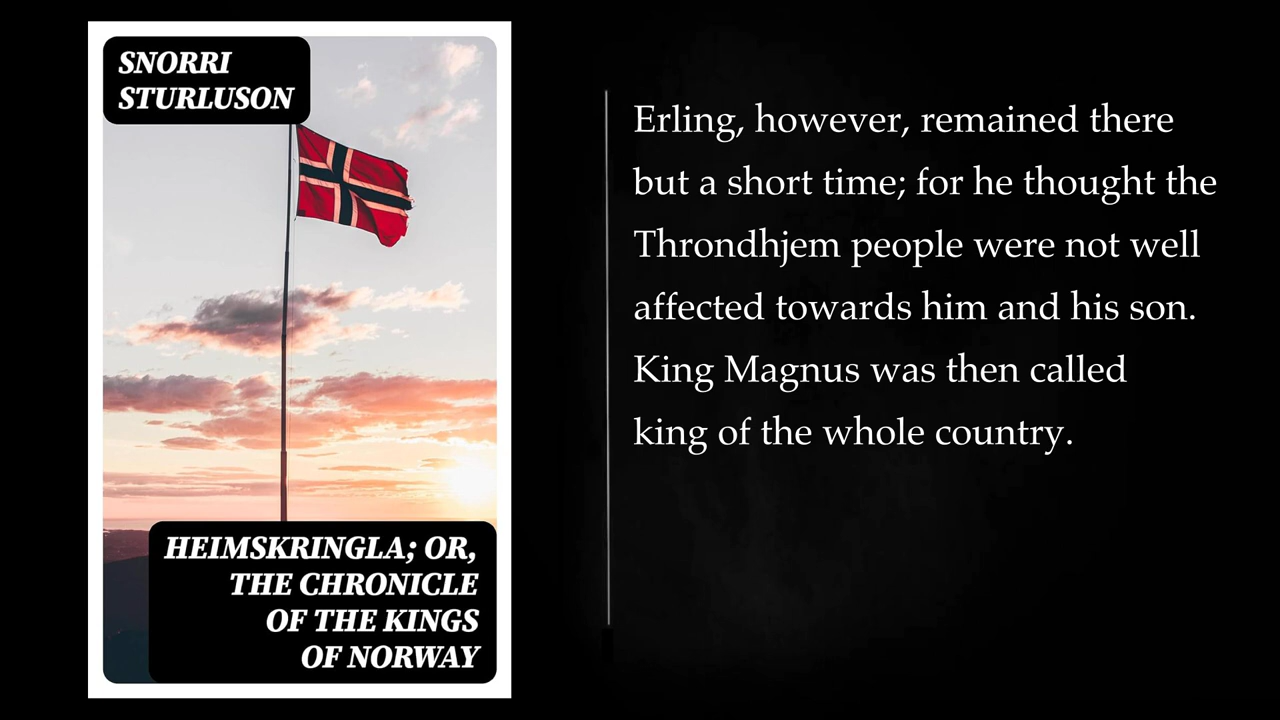 SNORRI
STURLUSON
HEIMSKRINGLA; OR,
THE CHRONICLE
OF THE KINGS
OF NORWAY
Erling, however, remained there
but a short time; for he thought the
Throndhjem people were not well
affected towards him and his son.
King Magnus was then called
king of the whole country.